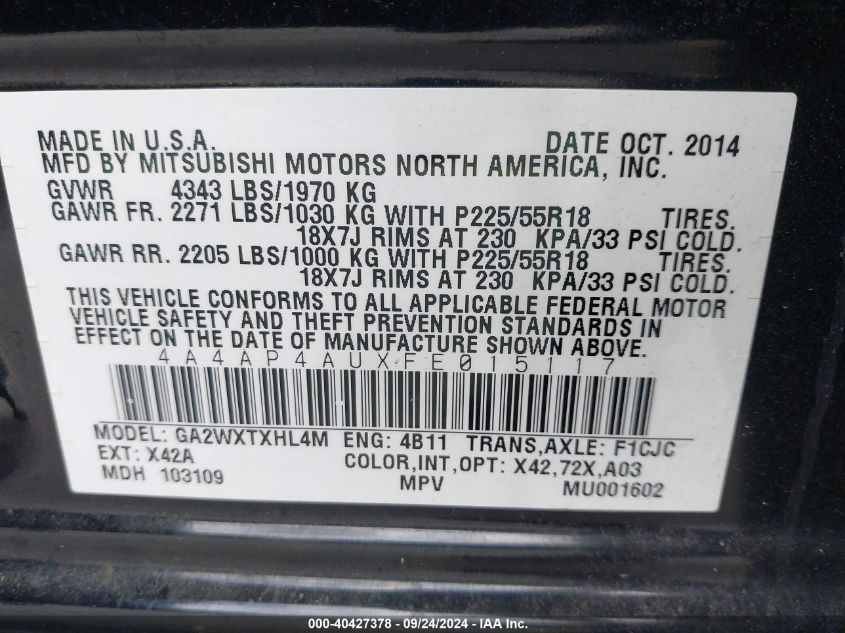 MADE IN U.S.A. DATE OCT. 2014
MFD BY MITSUBISHI MOTORS NORTH AMERICA, INC.
GVWR 4343 LBS/1970 KG
GAWR FR. 2271 LBS/1030 KG WITH P225/55R18 TIRES.
18X7J RIMS AT 230 KPA/33 PSI COLD.
GAWR RR. 2205 LBS/1000 KG WITH P225/55R18 TIRES.
18X7J RIMS AT 230 KPA/33 PSI COLD.
THIS VEHICLE CONFORMS TO ALL APPLICABLE FEDERAL MOTOR
VEHICLE SAFETY AND THEFT PREVENTION STANDARDS IN
EFFECT ON THE DATE OF MANUFACTURE SHOWN ABOVE.
4A4AP4AUXFE015117
MODEL: GA2WXTXHL4M ENG: 4B11 TRANS,AXLE: F1CJC
EXT: X42A COLOR,INT,OPT: X42,72X,A03
MDH 103109 MPV MU001602
000-40427378 - 09/24/2024 - IAA Inc.